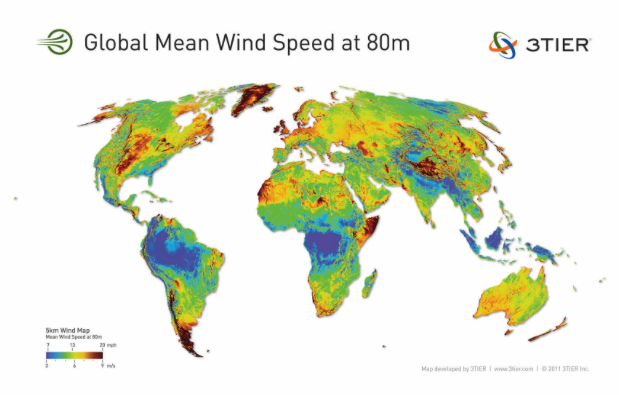 Global Mean Wind Speed at 80m
3TIER®
5km Wind Map
Mean Wind Speed at 80m
7 13 20 mph
3 6 9 m/s
Map developed by 3TIER | www.3tier.com | © 2011 3TIER Inc.